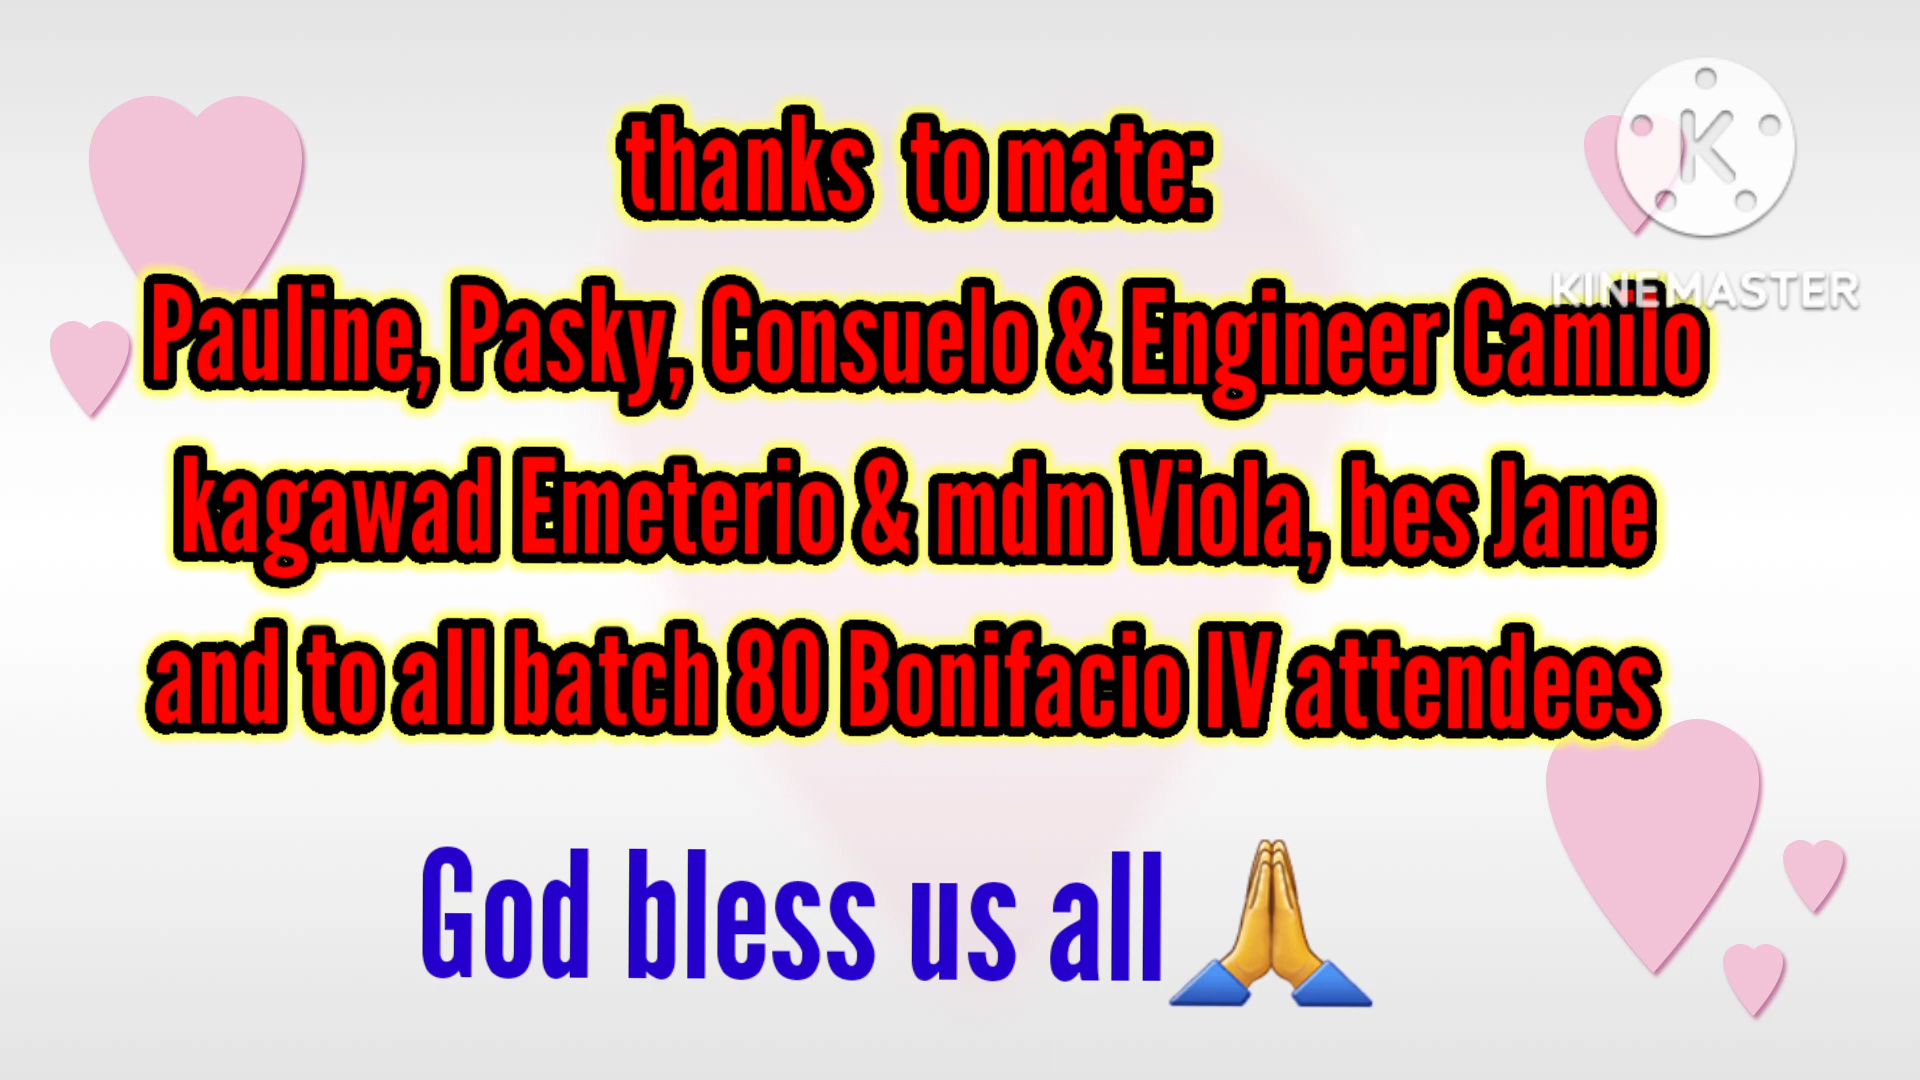 thanks to mate:
KINEMASTER
Pauline, Pasky, Consuelo & Engineer Camilo
kagawad Emeterio & mdm Viola, bes Jane
and to all batch 80 Bonifacio IV attendees
God bless us all🙏